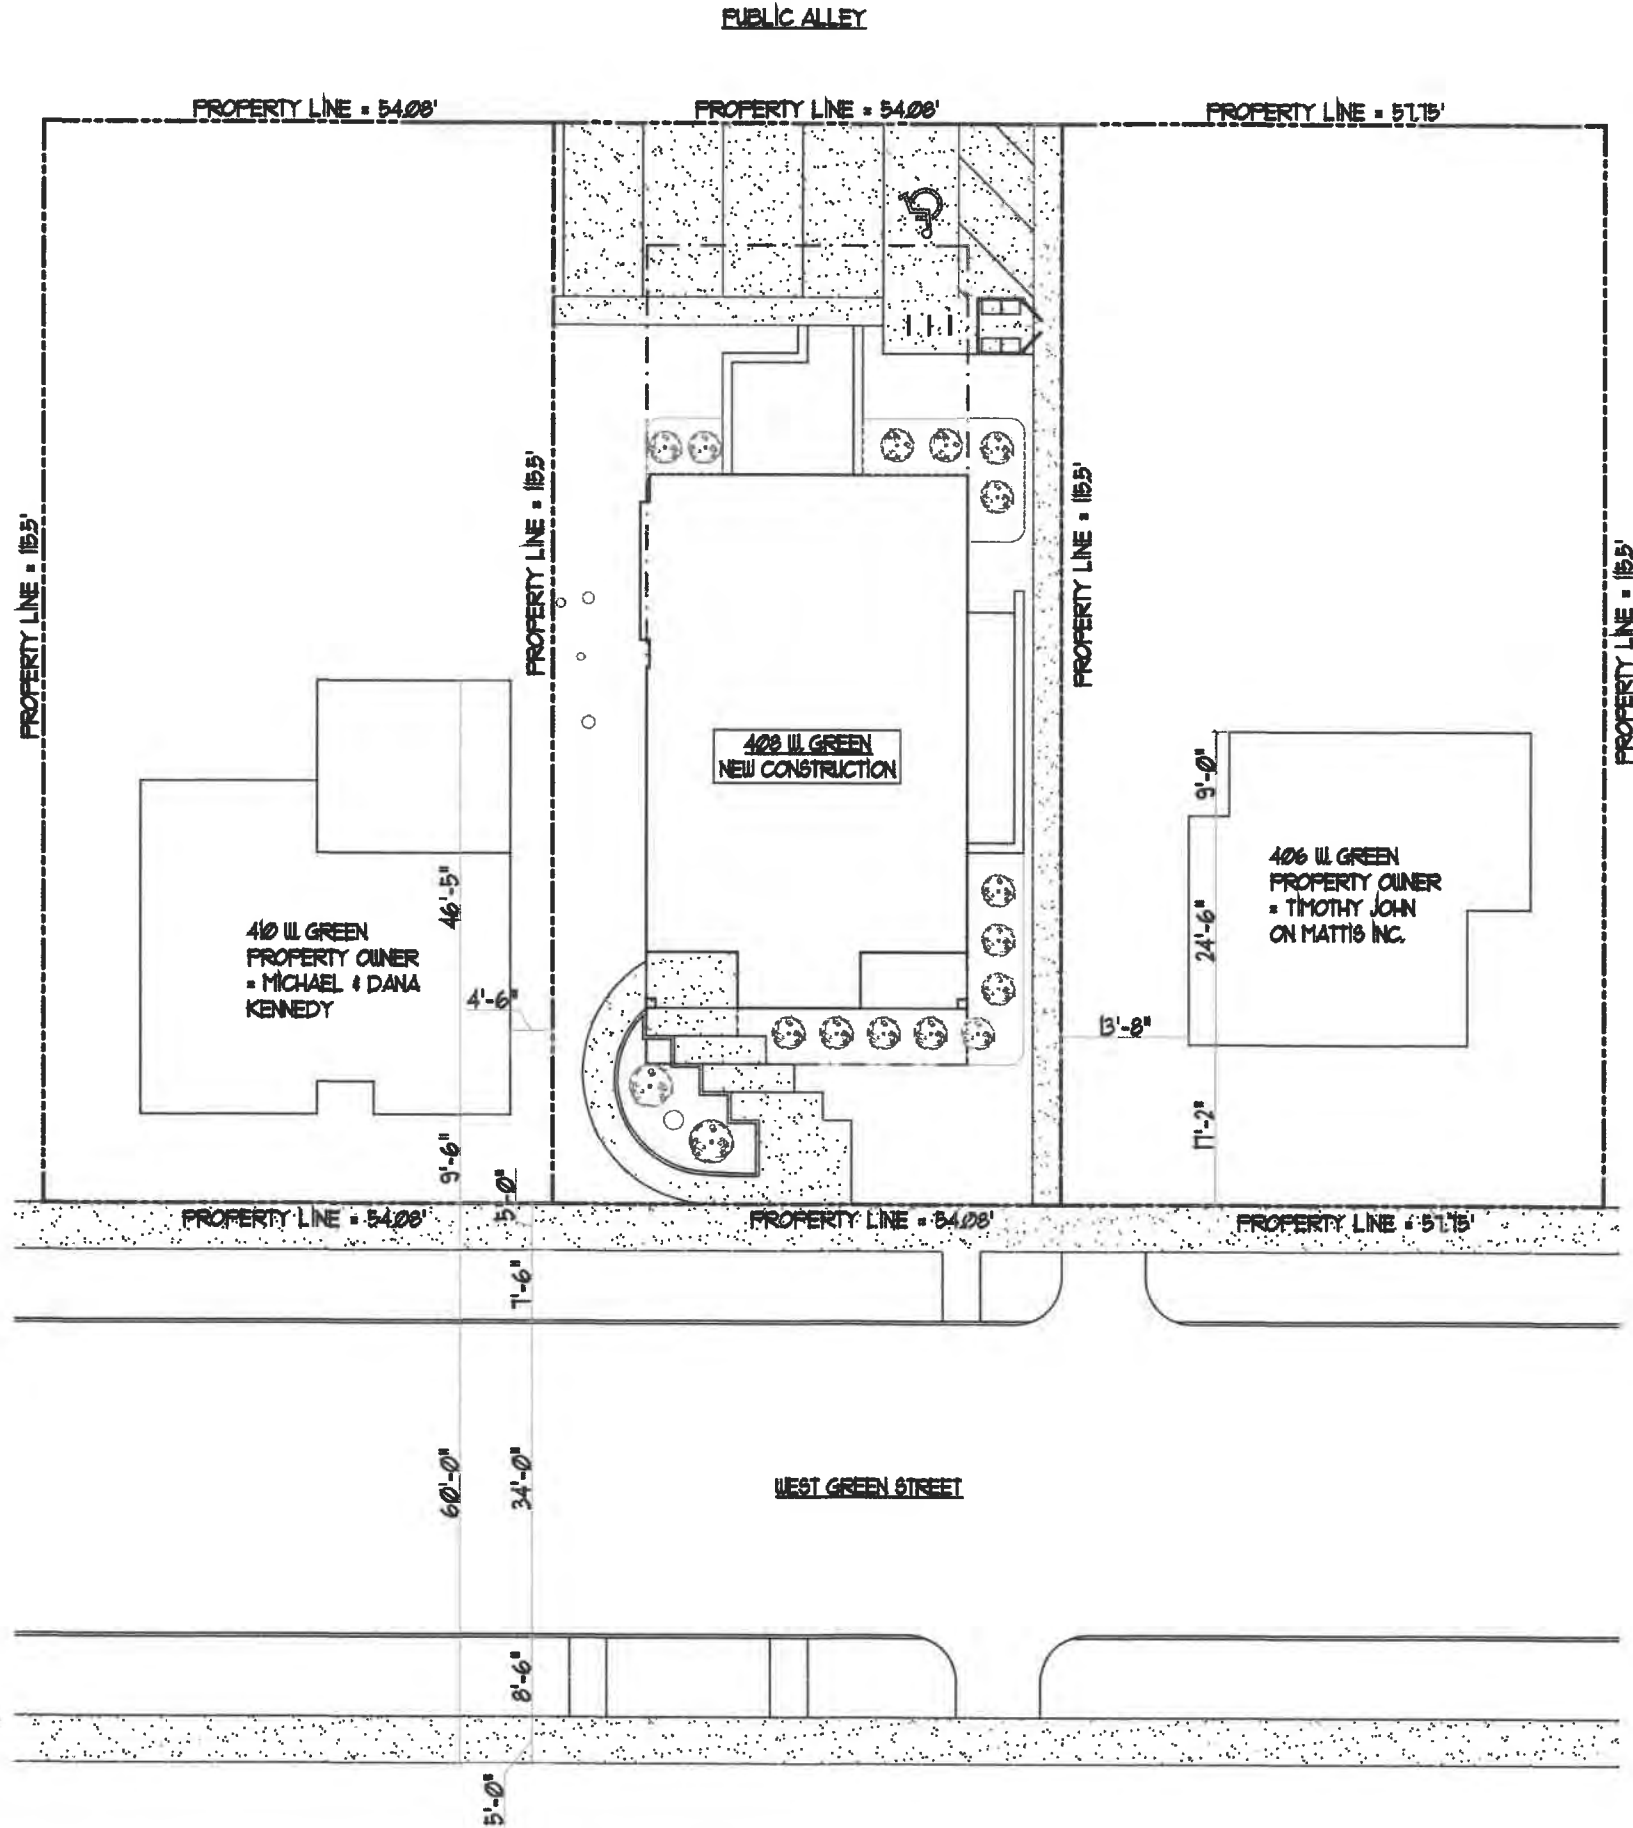 PUBLIC ALLEY
PROPERTY LINE = 54.08'
PROPERTY LINE = 54.08'
PROPERTY LINE = 57.75'
PROPERTY LINE = 115.5'
PROPERTY LINE = 115.5'
PROPERTY LINE = 115.5'
PROPERTY LINE = 115.5'
408 W. GREEN
NEW CONSTRUCTION
9'-0"
406 W. GREEN
PROPERTY OWNER
= TIMOTHY JOHN
ON MATTIS INC.
24'-6"
46'-5"
410 W. GREEN
PROPERTY OWNER
= MICHAEL & DANA
KENNEDY
4'-6"
13'-8"
17'-2"
9'-6"
5'-0"
PROPERTY LINE = 54.08'
PROPERTY LINE = 54.08'
PROPERTY LINE = 57.75'
7'-6"
60'-0"
34'-0"
WEST GREEN STREET
8'-6"
5'-0"